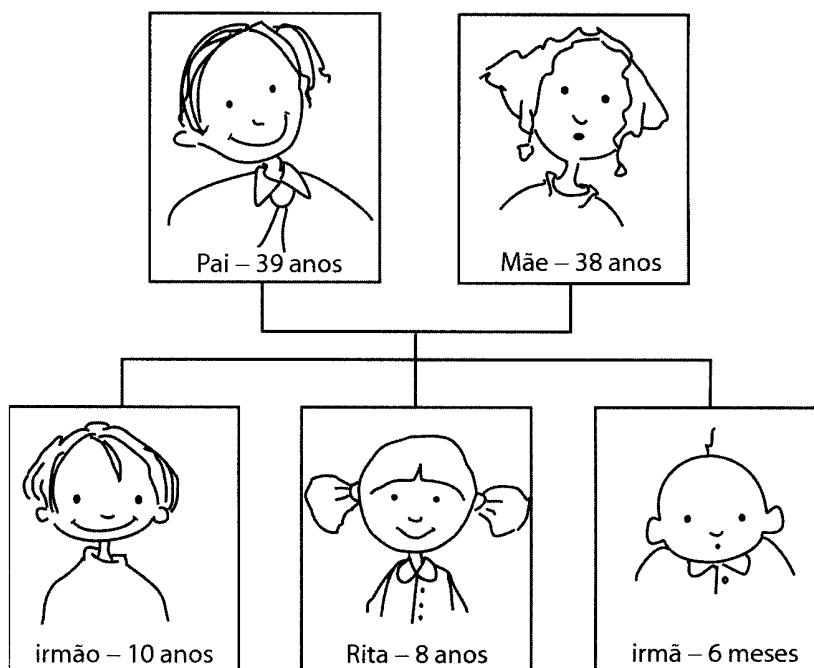 Pai – 39 anos
Mãe – 38 anos
irmão – 10 anos
Rita – 8 anos
irmã – 6 meses